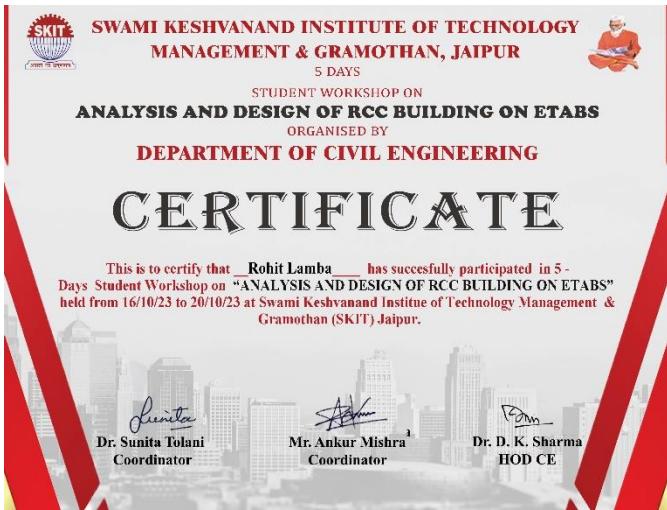 SKIT
SWAMI KESHVANAND INSTITUTE OF TECHNOLOGY
MANAGEMENT & GRAMOTHAN, JAIPUR
5 DAYS
STUDENT WORKSHOP ON
ANALYSIS AND DESIGN OF RCC BUILDING ON ETABS
ORGANISED BY
DEPARTMENT OF CIVIL ENGINEERING
CERTIFICATE
This is to certify that __Rohit Lamba____ has succesfully participated in 5 -
Days Student Workshop on "ANALYSIS AND DESIGN OF RCC BUILDING ON ETABS"
held from 16/10/23 to 20/10/23 at Swami Keshvanand Institue of Technology Management &
Gramothan (SKIT) Jaipur.
Sunita
Dr. Sunita Tolani
Coordinator
Mr. Ankur Mishra
Coordinator
Dr. D. K. Sharma
HOD CE